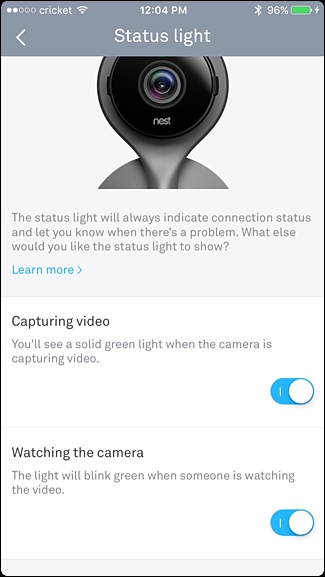 cricket 12:04 PM 96%
Status light
nest
The status light will always indicate connection status
and let you know when there's a problem. What else
would you like the status light to show?
Learn more >
Capturing video
You'll see a solid green light when the camera is
capturing video.
Watching the camera
The light will blink green when someone is watching
the video.